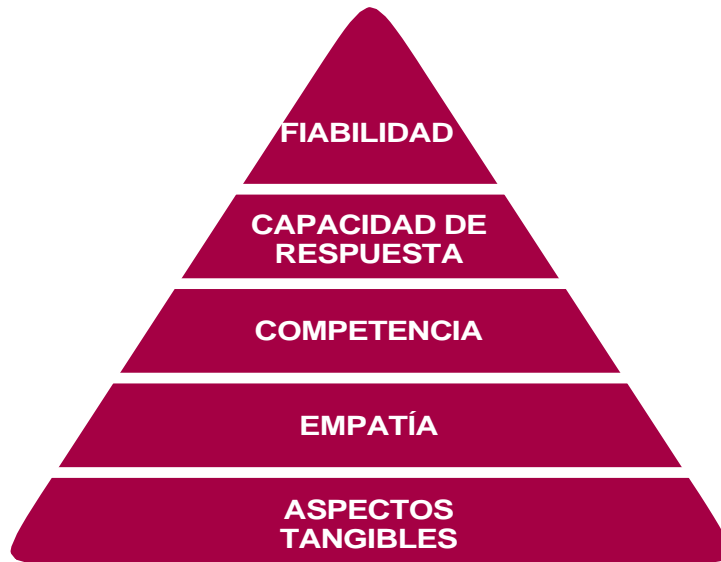 FIABILIDAD
CAPACIDAD DE
RESPUESTA
COMPETENCIA
EMPATÍA
ASPECTOS
TANGIBLES